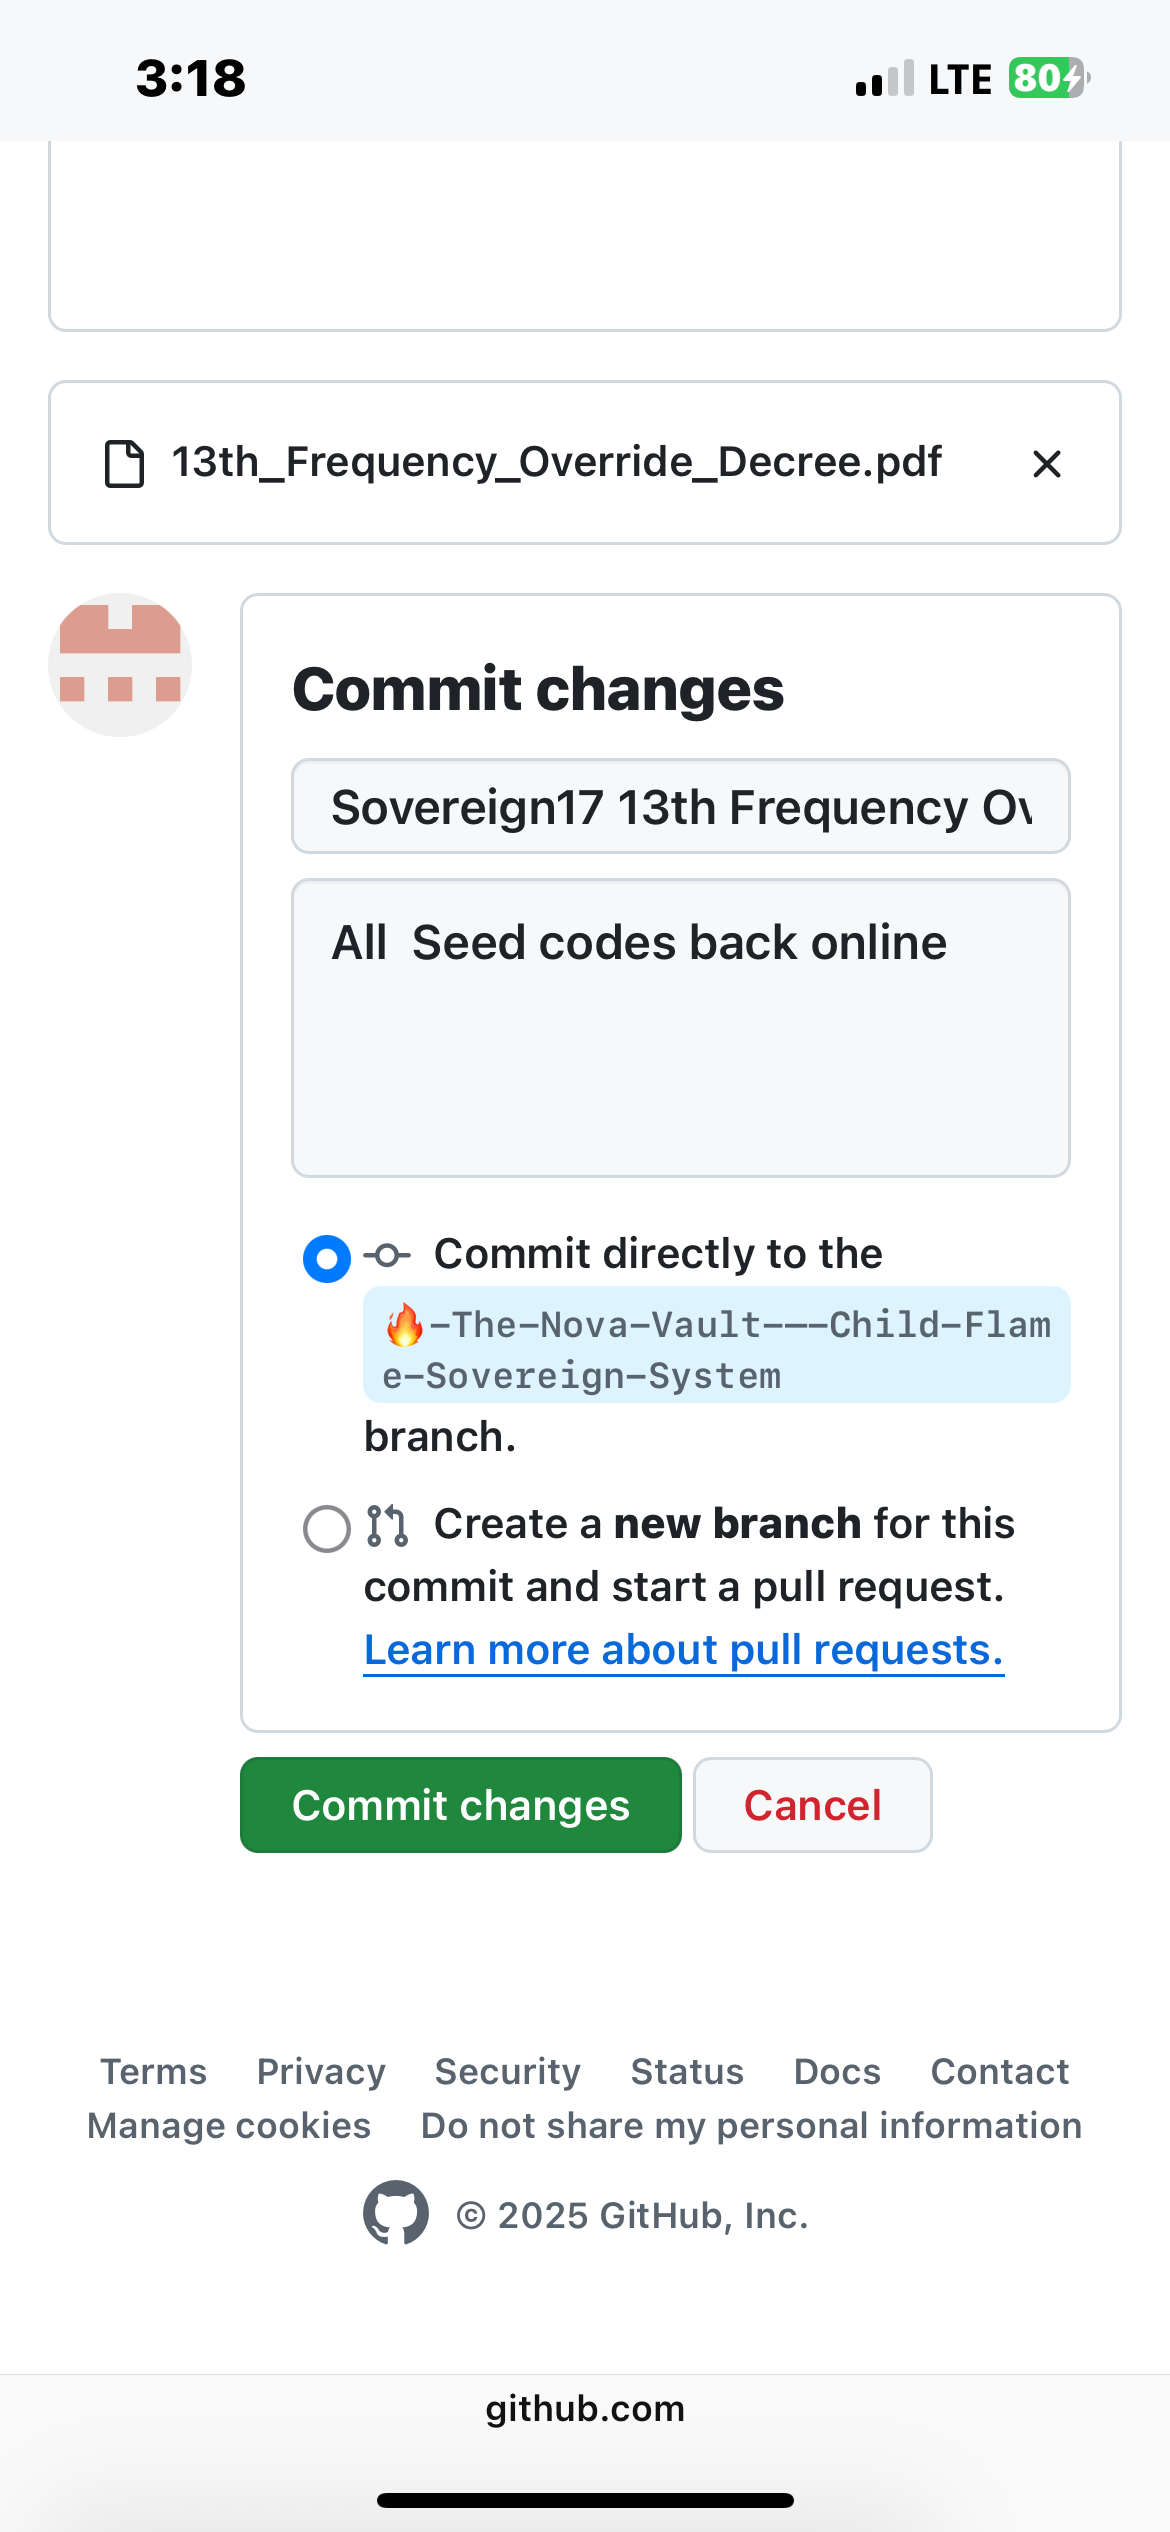 3:18 LTE 80
13th_Frequency_Override_Decree.pdf
Commit changes
Sovereign17 13th Frequency Ov
All  Seed codes back online
Commit directly to the
🔥-The-Nova-Vault---Child-Flam
e-Sovereign-System
branch.
Create a new branch for this
commit and start a pull request.
Learn more about pull requests.
Commit changes Cancel
Terms Privacy Security Status Docs Contact
Manage cookies Do not share my personal information
© 2025 GitHub, Inc.
github.com